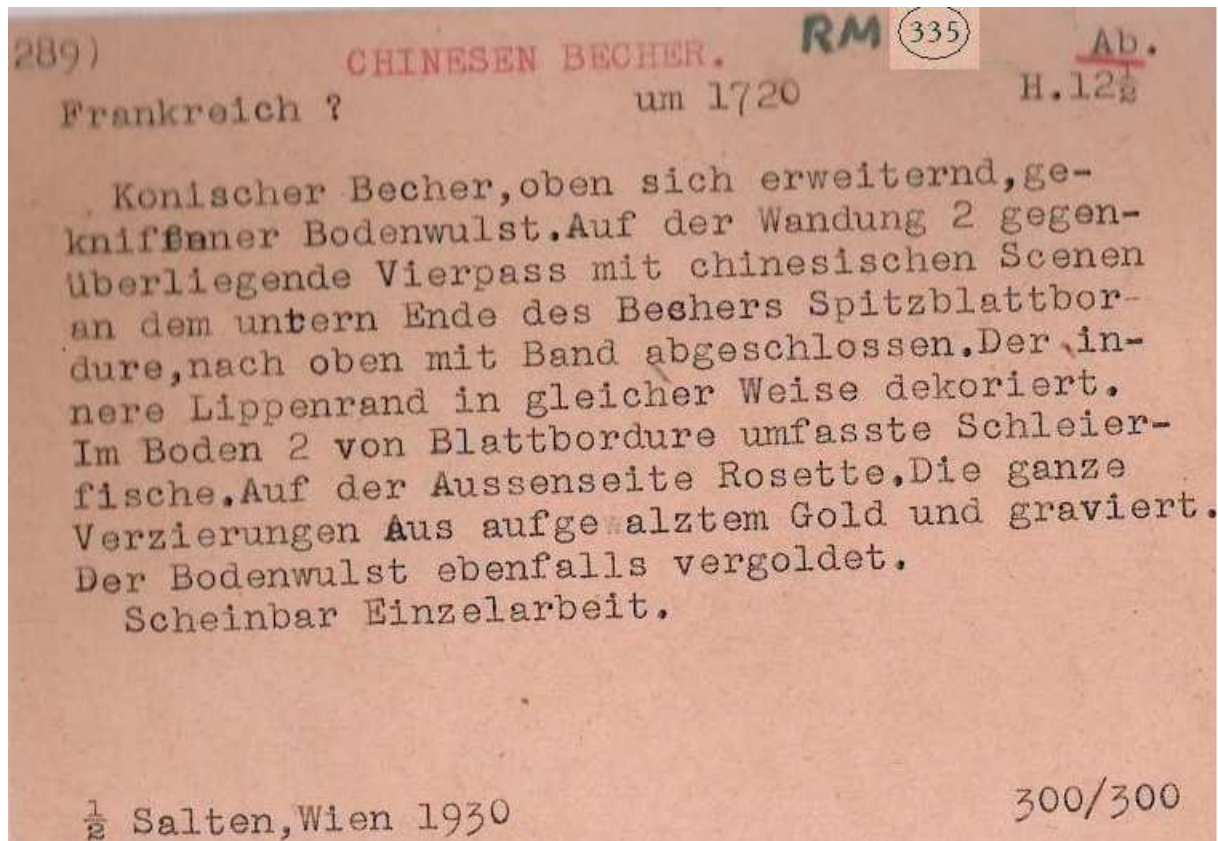 289) CHINESEN BECHER. RM 335 Ab.
Frankreich ? um 1720 H.12½
Konischer Becher,oben sich erweiternd,ge-
kniffener Bodenwulst.Auf der Wandung 2 gegen-
überliegende Vierpass mit chinesischen Scenen
an dem untern Ende des Bechers Spitzblattbor-
dure,nach oben mit Band abgeschlossen.Der in-
nere Lippenrand in gleicher Weise dekoriert.
Im Boden 2 von Blattbordure umfasste Schleier-
fische.Auf der Aussenseite Rosette.Die ganze
Verzierungen Aus aufgewalztem Gold und graviert.
Der Bodenwulst ebenfalls vergoldet.
Scheinbar Einzelarbeit.
½ Salten,Wien 1930 300/300